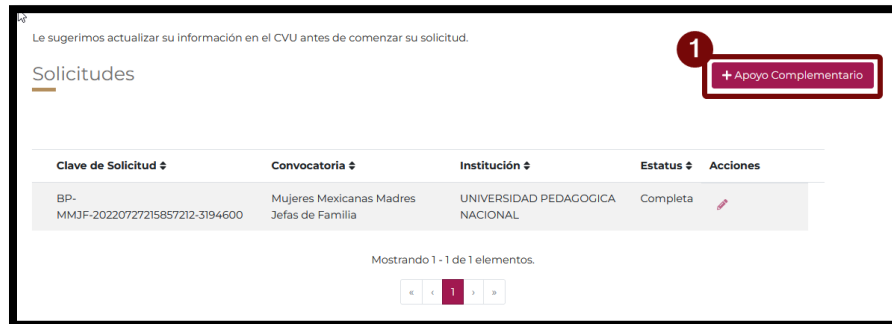 Le sugerimos actualizar su información en el CVU antes de comenzar su solicitud.
1
Solicitudes
+ Apoyo Complementario
Clave de Solicitud Convocatoria Institución Estatus Acciones
BP- Mujeres Mexicanas Madres UNIVERSIDAD PEDAGOGICA Completa
MMJF-20220727215857212-3194600 Jefas de Familia NACIONAL
Mostrando 1 - 1 de 1 elementos.
« ‹ 1 › »